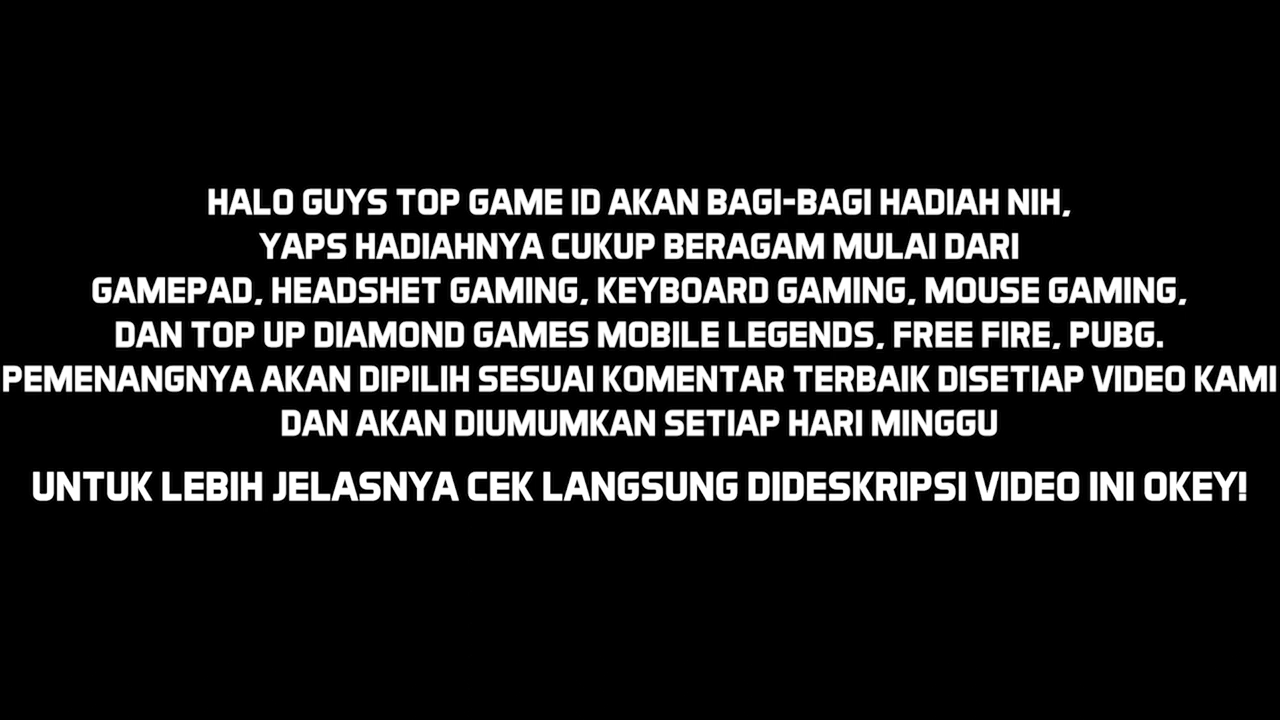 HALO GUYS TOP GAME ID AKAN BAGI-BAGI HADIAH NIH,
YAPS HADIAHNYA CUKUP BERAGAM MULAI DARI
GAMEPAD, HEADSHET GAMING, KEYBOARD GAMING, MOUSE GAMING,
DAN TOP UP DIAMOND GAMES MOBILE LEGENDS, FREE FIRE, PUBG.
PEMENANGNYA AKAN DIPILIH SESUAI KOMENTAR TERBAIK DISETIAP VIDEO KAMI
DAN AKAN DIUMUMKAN SETIAP HARI MINGGU
UNTUK LEBIH JELASNYA CEK LANGSUNG DIDESKRIPSI VIDEO INI OKEY!